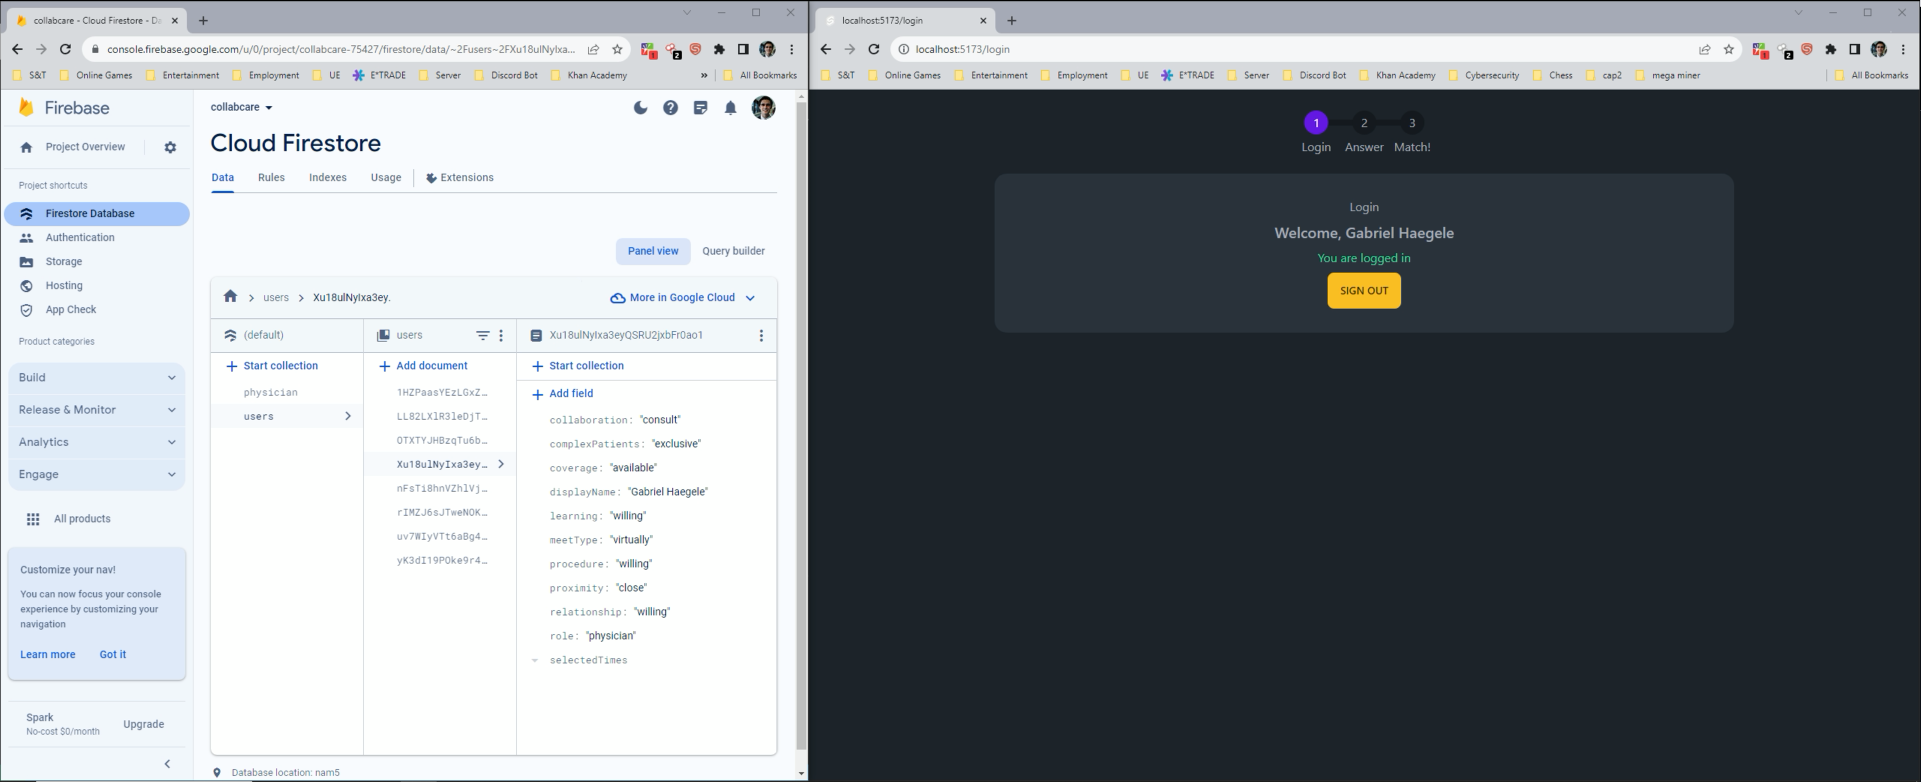 collabcare - Cloud Firestore - Da
console.firebase.google.com/u/0/project/collabcare-75427/firestore/data/~2Fusers~2FXu18ulNyIxa...
1
2
S&T
Online Games
Entertainment
Employment
UE
E*TRADE
Server
Discord Bot
Khan Academy
»
All Bookmarks
Firebase
Project Overview
Project shortcuts
Firestore Database
Authentication
Storage
Hosting
App Check
Product categories
Build
Release & Monitor
Analytics
Engage
All products
Customize your nav!
You can now focus your console
experience by customizing your
navigation
Learn more
Got it
Spark
No-cost $0/month
Upgrade
collabcare
Cloud Firestore
Data
Rules
Indexes
Usage
Extensions
Panel view
Query builder
users
Xu18ulNyIxa3ey.
More in Google Cloud
(default)
Start collection
physician
users
users
Add document
1HZPaasYEzLGxZ…
LL82LXlR3leDjT…
OTXTYJHBzqTu6b…
Xu18ulNyIxa3ey…
nFsTi8hnVZhlVj…
rIMZJ6sJTweNOK…
uv7WIyVTt6aBg4…
yK3dI19POke9r4…
Xu18ulNyIxa3eyQSRU2jxbFr0ao1
Start collection
Add field
collaboration: "consult"
complexPatients: "exclusive"
coverage: "available"
displayName: "Gabriel Haegele"
learning: "willing"
meetType: "virtually"
procedure: "willing"
proximity: "close"
relationship: "willing"
role: "physician"
selectedTimes
Database location: nam5
localhost:5173/login
localhost:5173/login
1
2
S&T
Online Games
Entertainment
Employment
UE
E*TRADE
Server
Discord Bot
Khan Academy
Cybersecurity
Chess
cap2
mega miner
All Bookmarks
1
2
3
Login
Answer
Match!
Login
Welcome, Gabriel Haegele
You are logged in
SIGN OUT